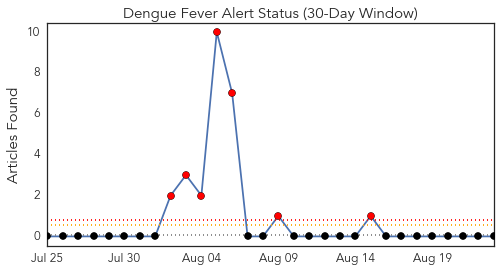 Dengue Fever Alert Status (30-Day Window)
10
8
6
4
2
0
Articles Found
Jul 25 Jul 30 Aug 04 Aug 09 Aug 14 Aug 19